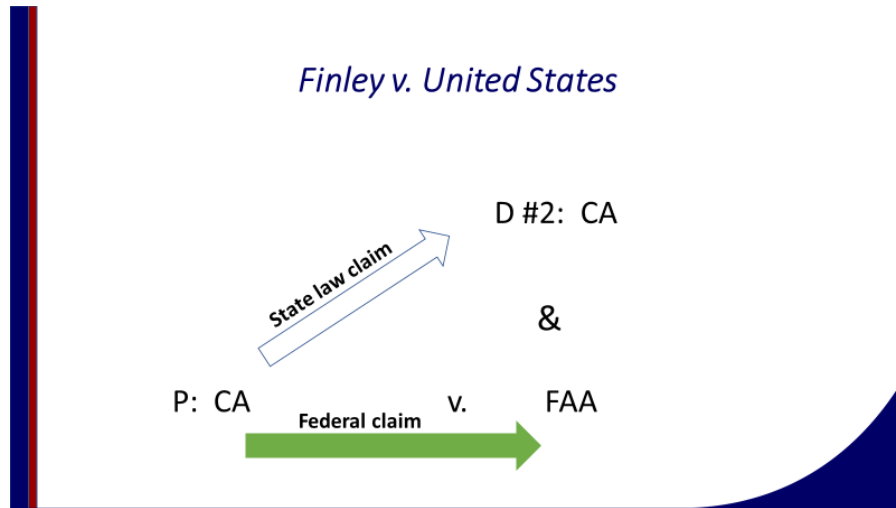 Finley v. United States
D #2:  CA
State law claim
&
P:  CA v. FAA
Federal claim